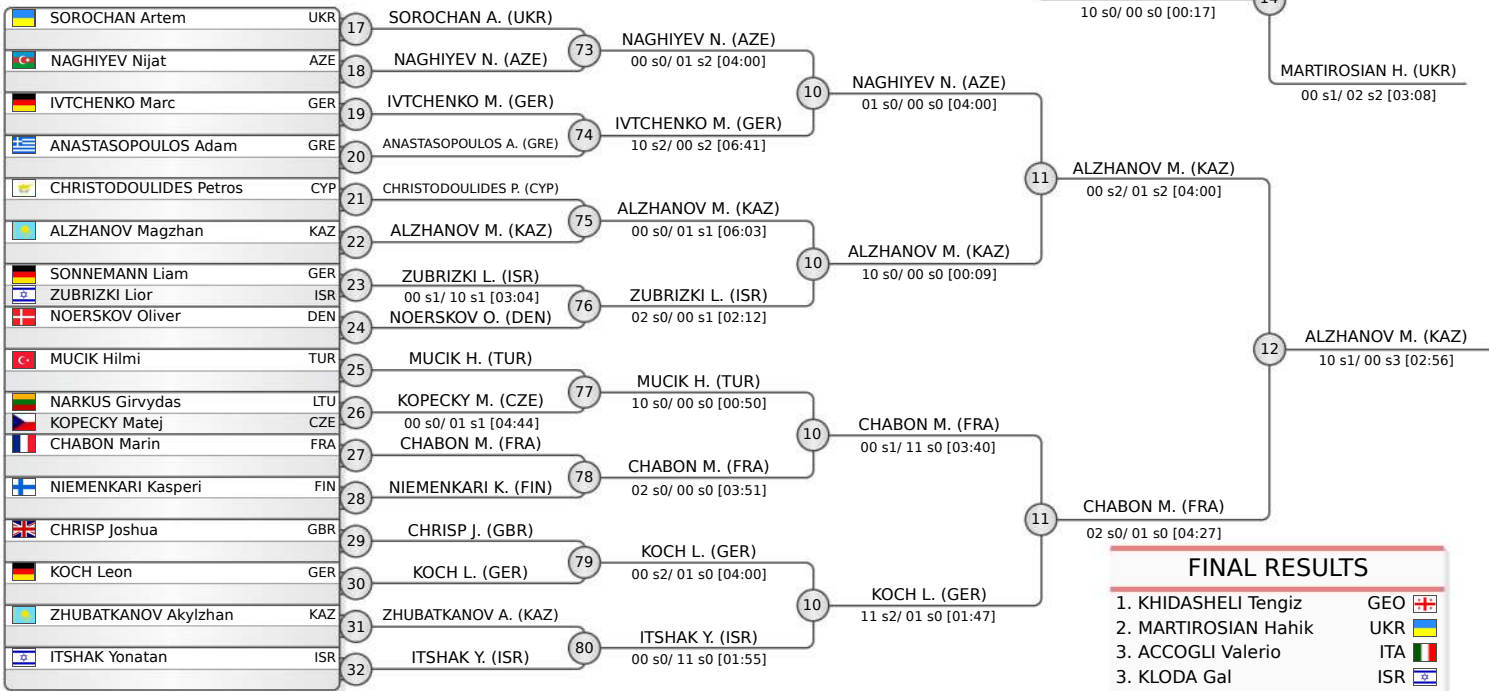 10 s0/ 00 s0 [00:17]
MARTIROSIAN H. (UKR)
00 s1/ 02 s2 [03:08]
SOROCHAN Artem UKR
17
SOROCHAN A. (UKR)
NAGHIYEV Nijat AZE
18
NAGHIYEV N. (AZE)
73
NAGHIYEV N. (AZE)
00 s0/ 01 s2 [04:00]
IVTCHENKO Marc GER
19
IVTCHENKO M. (GER)
ANASTASOPOULOS Adam GRE
20
ANASTASOPOULOS A. (GRE)
74
IVTCHENKO M. (GER)
10 s2/ 00 s2 [06:41]
10
NAGHIYEV N. (AZE)
01 s0/ 00 s0 [04:00]
CHRISTODOULIDES Petros CYP
21
CHRISTODOULIDES P. (CYP)
ALZHANOV Magzhan KAZ
22
ALZHANOV M. (KAZ)
75
ALZHANOV M. (KAZ)
00 s0/ 01 s1 [06:03]
SONNEMANN Liam GER
ZUBRIZKI Lior ISR
23
ZUBRIZKI L. (ISR)
00 s1/ 10 s1 [03:04]
NOERSKOV Oliver DEN
24
NOERSKOV O. (DEN)
76
ZUBRIZKI L. (ISR)
02 s0/ 00 s1 [02:12]
10
ALZHANOV M. (KAZ)
10 s0/ 00 s0 [00:09]
11
ALZHANOV M. (KAZ)
00 s2/ 01 s2 [04:00]
MUCIK Hilmi TUR
25
MUCIK H. (TUR)
NARKUS Girvydas LTU
KOPECKY Matej CZE
26
KOPECKY M. (CZE)
00 s0/ 01 s1 [04:44]
77
MUCIK H. (TUR)
10 s0/ 00 s0 [00:50]
CHABON Marin FRA
27
CHABON M. (FRA)
NIEMENKARI Kasperi FIN
28
NIEMENKARI K. (FIN)
78
CHABON M. (FRA)
02 s0/ 00 s0 [03:51]
10
CHABON M. (FRA)
00 s1/ 11 s0 [03:40]
CHRISP Joshua GBR
29
CHRISP J. (GBR)
KOCH Leon GER
30
KOCH L. (GER)
79
KOCH L. (GER)
00 s2/ 01 s0 [04:00]
ZHUBATKANOV Akylzhan KAZ
31
ZHUBATKANOV A. (KAZ)
ITSHAK Yonatan ISR
32
ITSHAK Y. (ISR)
80
ITSHAK Y. (ISR)
00 s0/ 11 s0 [01:55]
10
KOCH L. (GER)
11 s2/ 01 s0 [01:47]
11
CHABON M. (FRA)
02 s0/ 01 s0 [04:27]
12
ALZHANOV M. (KAZ)
10 s1/ 00 s3 [02:56]
FINAL RESULTS
1. KHIDASHELI Tengiz GEO
2. MARTIROSIAN Hahik UKR
3. ACCOGLI Valerio ITA
3. KLODA Gal ISR